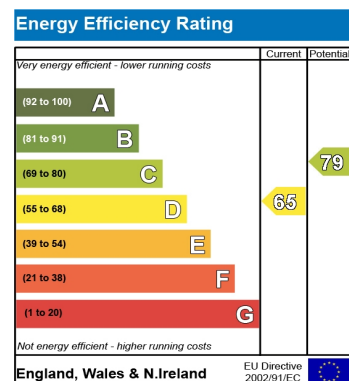 Energy Efficiency Rating
Current Potential
Very energy efficient - lower running costs
(92 to 100) A
(81 to 91) B
(69 to 80) C
79
(55 to 68) D
65
(39 to 54) E
(21 to 38) F
(1 to 20) G
Not energy efficient - higher running costs
England, Wales & N.Ireland
EU Directive
2002/91/EC